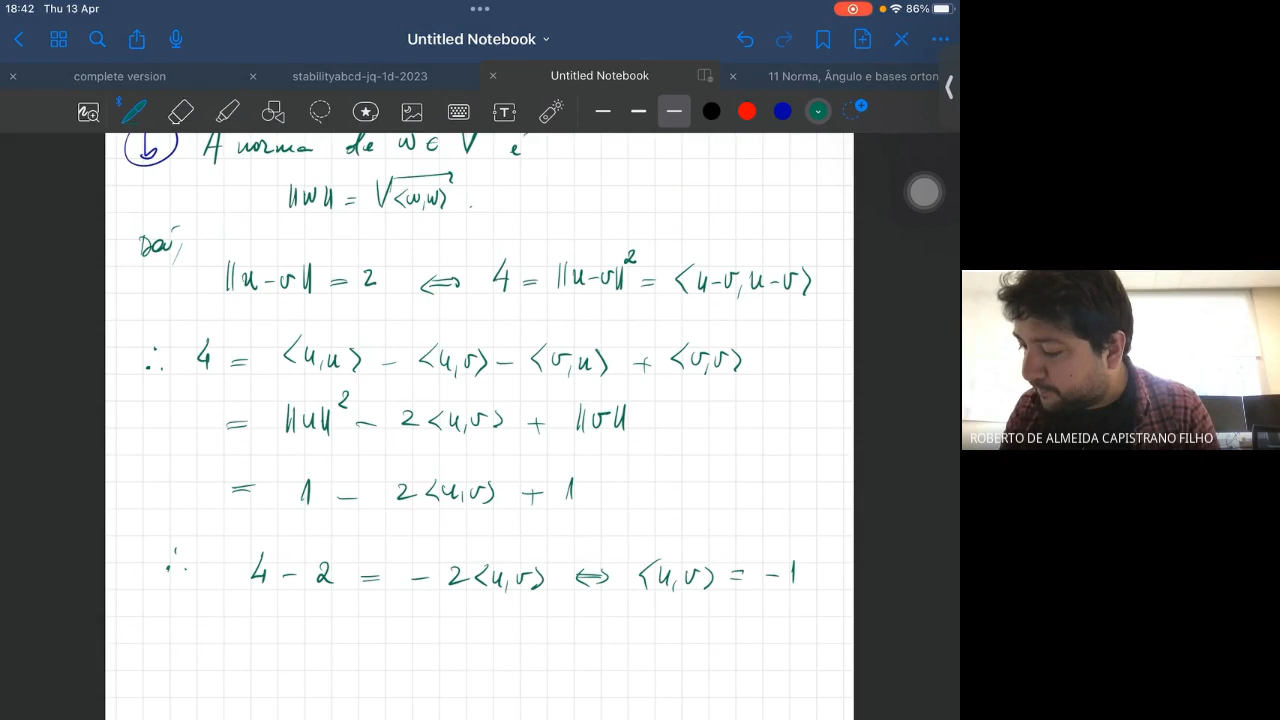 18:42 Thu 13 Apr
86%
Untitled Notebook
complete version
stabilityabcd-jq-1d-2023
Untitled Notebook
11 Norma, Ângulo e bases orton
b A norma de w ∈ V é
||w|| = √<w,w>.
Daí,
||u-v|| = 2 ⇔ 4 = ||u-v||² = <u-v, u-v>
∴ 4 = <u,u> - <u,v> - <v,u> + <v,v>
= ||u||² - 2<u,v> + ||v||
= 1 - 2<u,v> + 1
∴ 4 - 2 = - 2<u,v> ⇔ <u,v> = -1
ROBERTO DE ALMEIDA CAPISTRANO FILHO